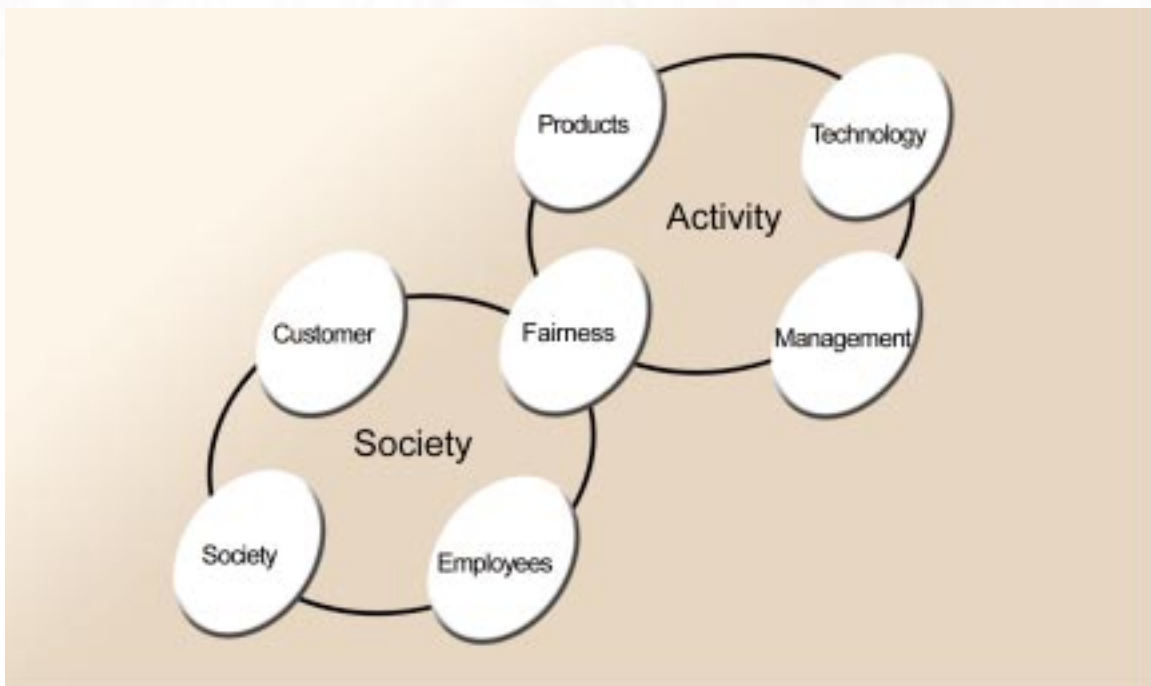 Products
Technology
Activity
Customer
Fairness
Management
Society
Society
Employees